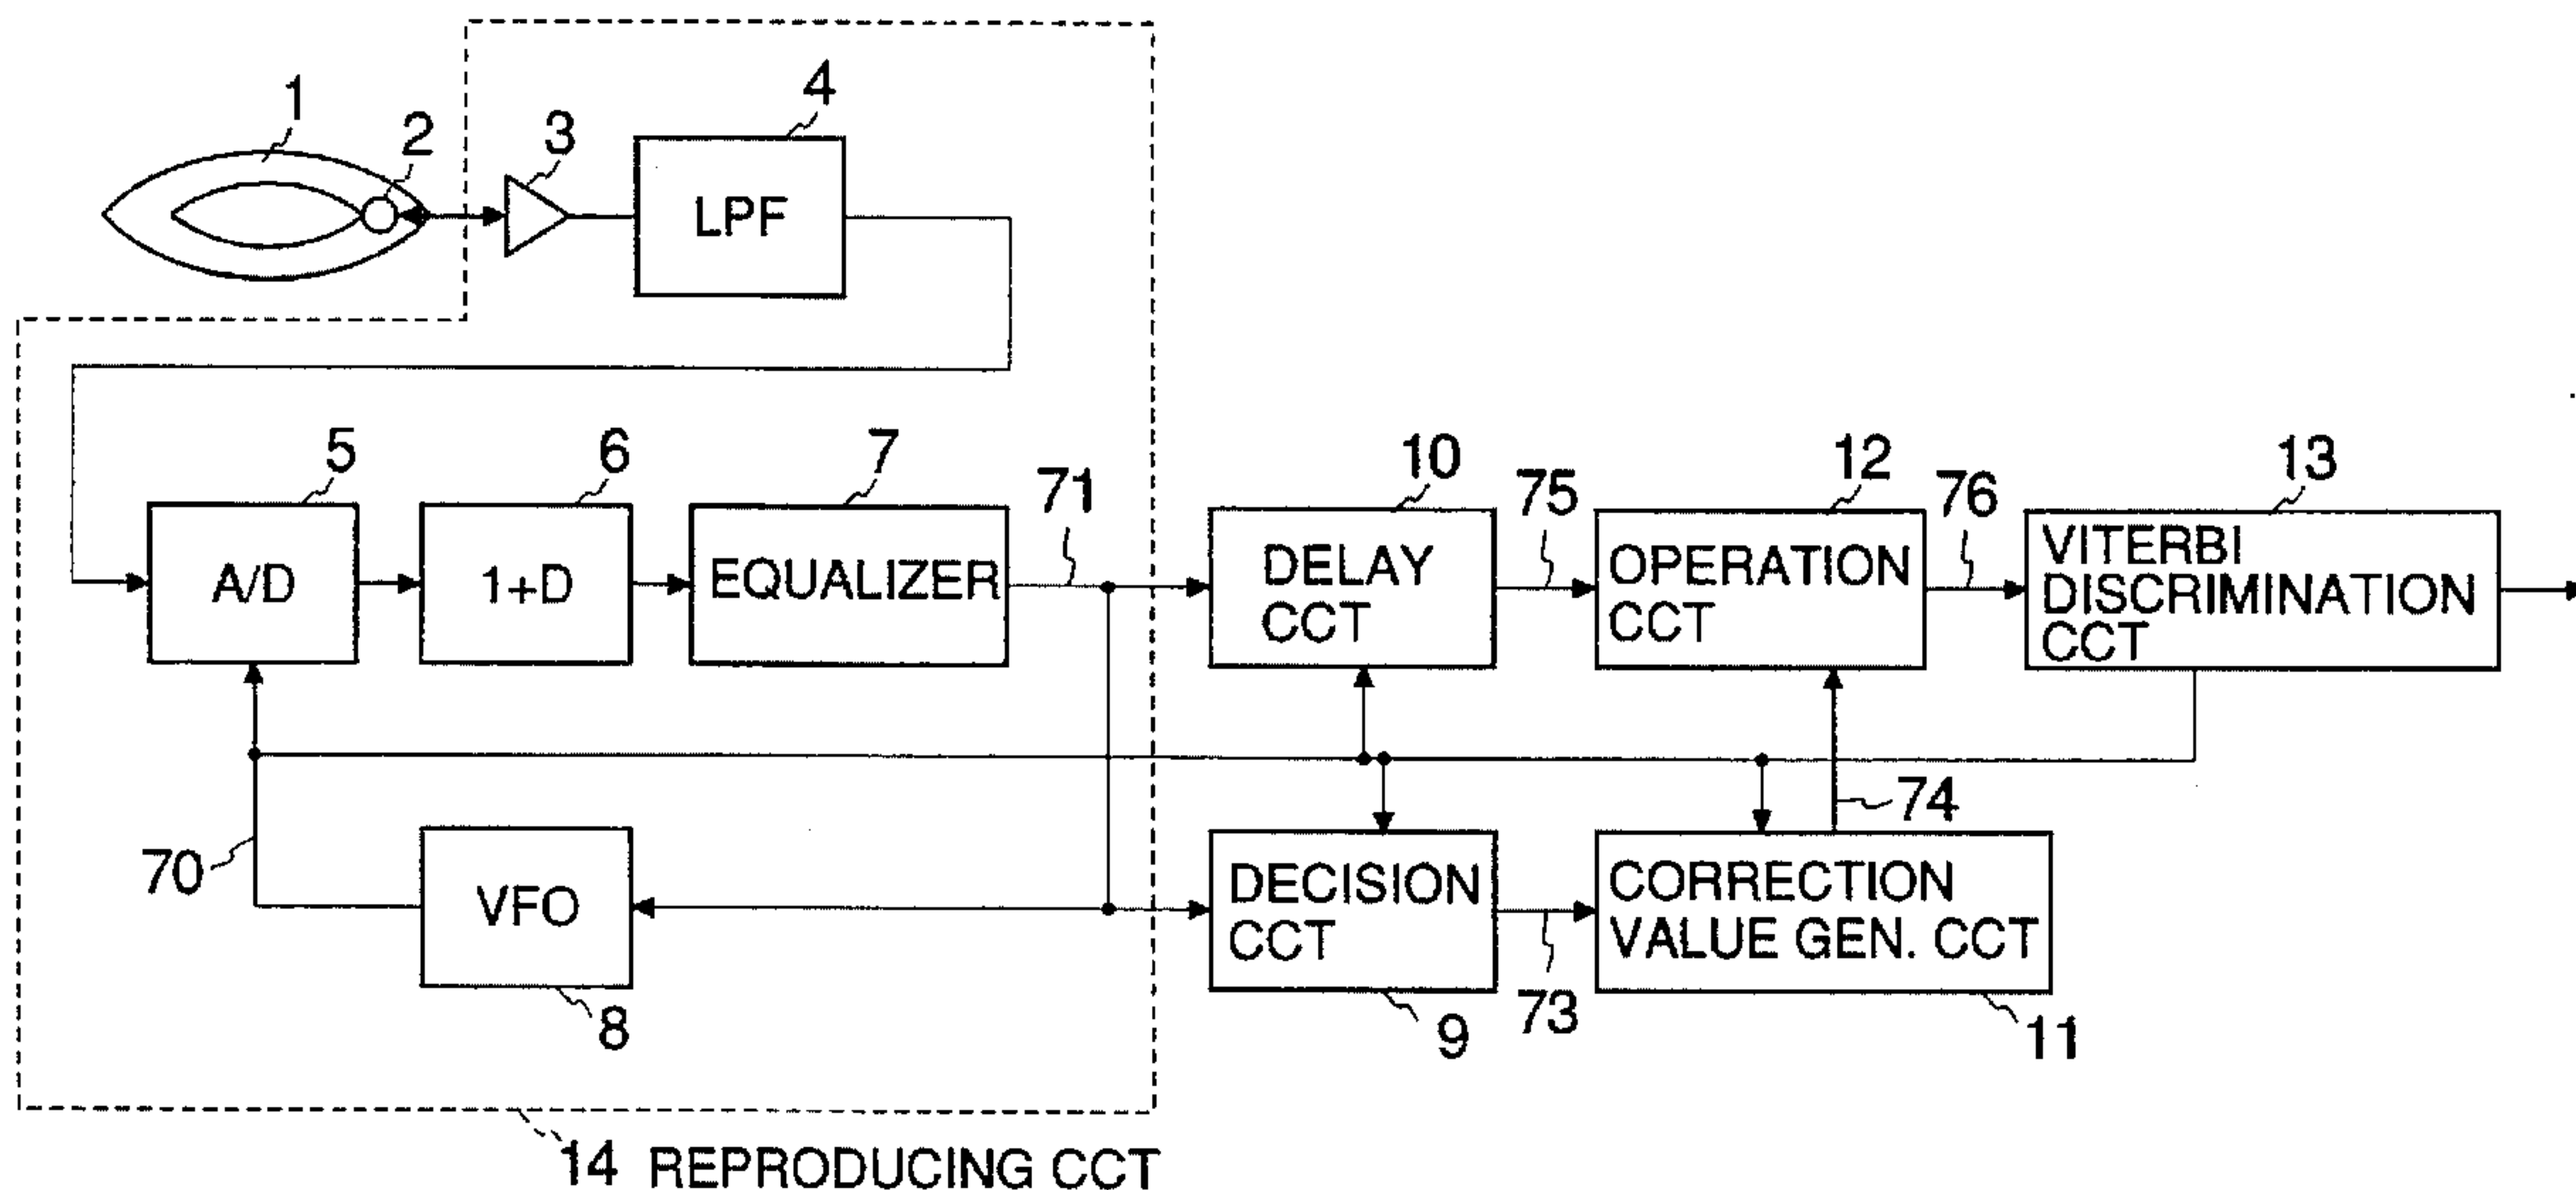 1
2
3
4
LPF
5
6
7
71
10
75
12
76
13
A/D
1+D
EQUALIZER
DELAY
CCT
OPERATION
CCT
VITERBI
DISCRIMINATION
CCT
70
VFO
8
DECISION
CCT
9
73
74
CORRECTION
VALUE GEN. CCT
11
14 REPRODUCING CCT